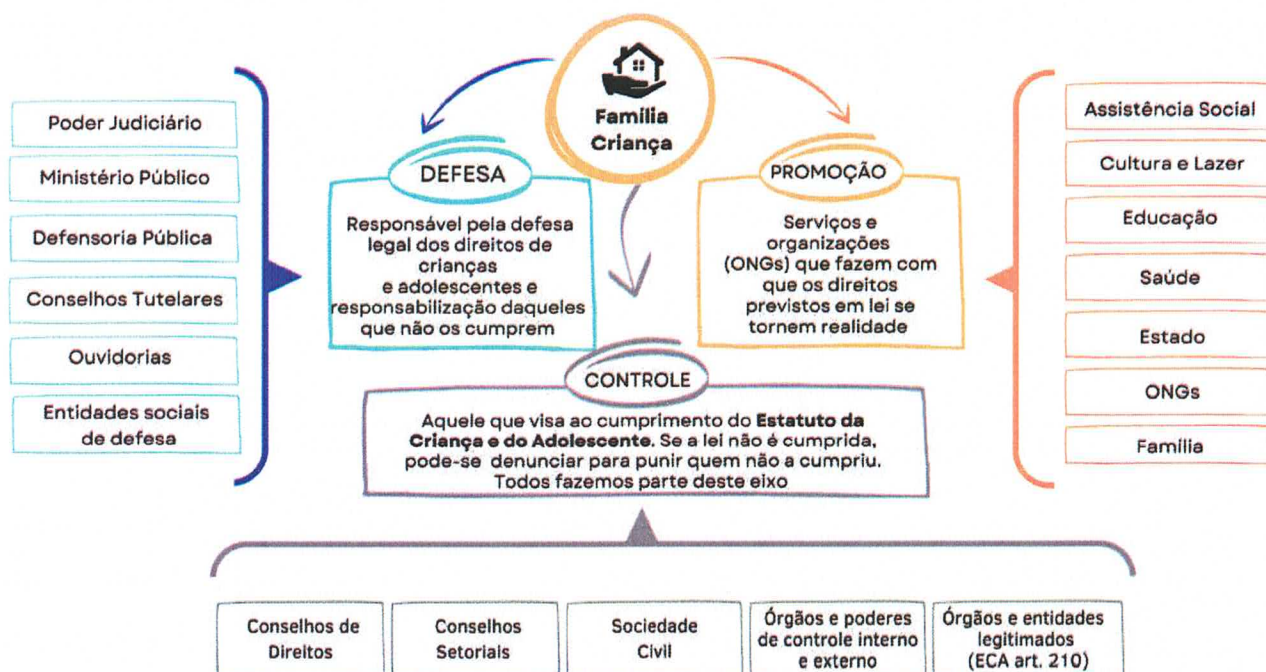 Família
Criança
Poder Judiciário
Ministério Público
Defensoria Pública
Conselhos Tutelares
Ouvidorias
Entidades sociais
de defesa
DEFESA
Responsável pela defesa
legal dos direitos de
crianças
e adolescentes e
responsabilização daqueles
que não os cumprem
PROMOÇÃO
Serviços e
organizações
(ONGs) que fazem com
que os direitos
previstos em lei se
tornem realidade
Assistência Social
Cultura e Lazer
Educação
Saúde
Estado
ONGs
Família
CONTROLE
Aquele que visa ao cumprimento do Estatuto da
Criança e do Adolescente. Se a lei não é cumprida,
pode-se denunciar para punir quem não a cumpriu.
Todos fazemos parte deste eixo
Conselhos de
Direitos
Conselhos
Setoriais
Sociedade
Civil
Órgãos e poderes
de controle interno
e externo
Órgãos e entidades
legitimados
(ECA art. 210)